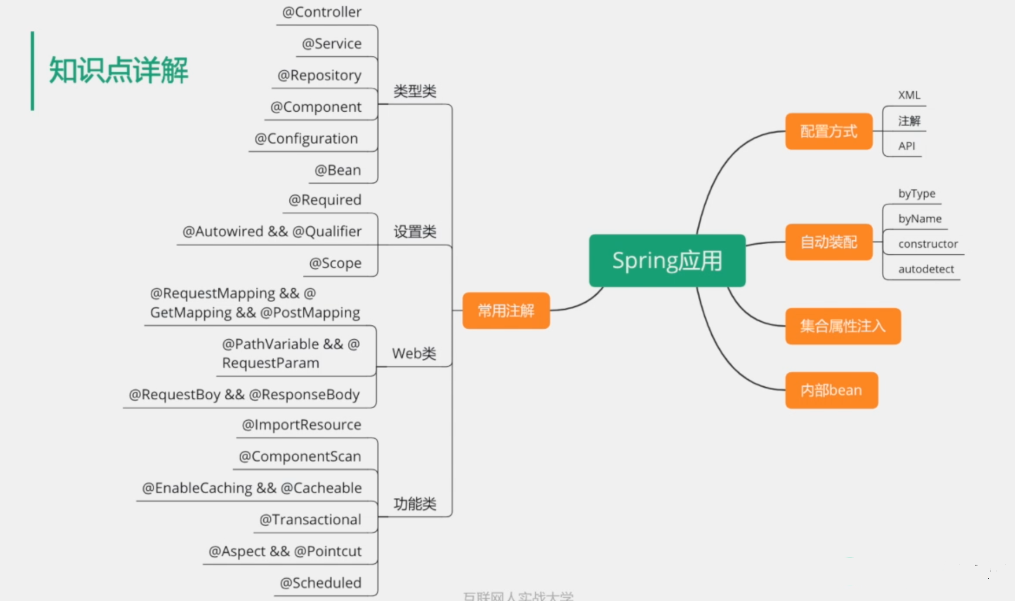 知识点详解
@Controller
@Service
@Repository
@Component
@Configuration
@Bean
类型类
@Required
@Autowired && @Qualifier
@Scope
设置类
@RequestMapping && @
GetMapping && @PostMapping
@PathVariable && @
RequestParam
@RequestBoy && @ResponseBody
Web类
@ImportResource
@ComponentScan
@EnableCaching && @Cacheable
@Transactional
@Aspect && @Pointcut
@Scheduled
功能类
常用注解
Spring应用
配置方式
XML
注解
API
自动装配
byType
byName
constructor
autodetect
集合属性注入
内部bean
互联网人实战大学